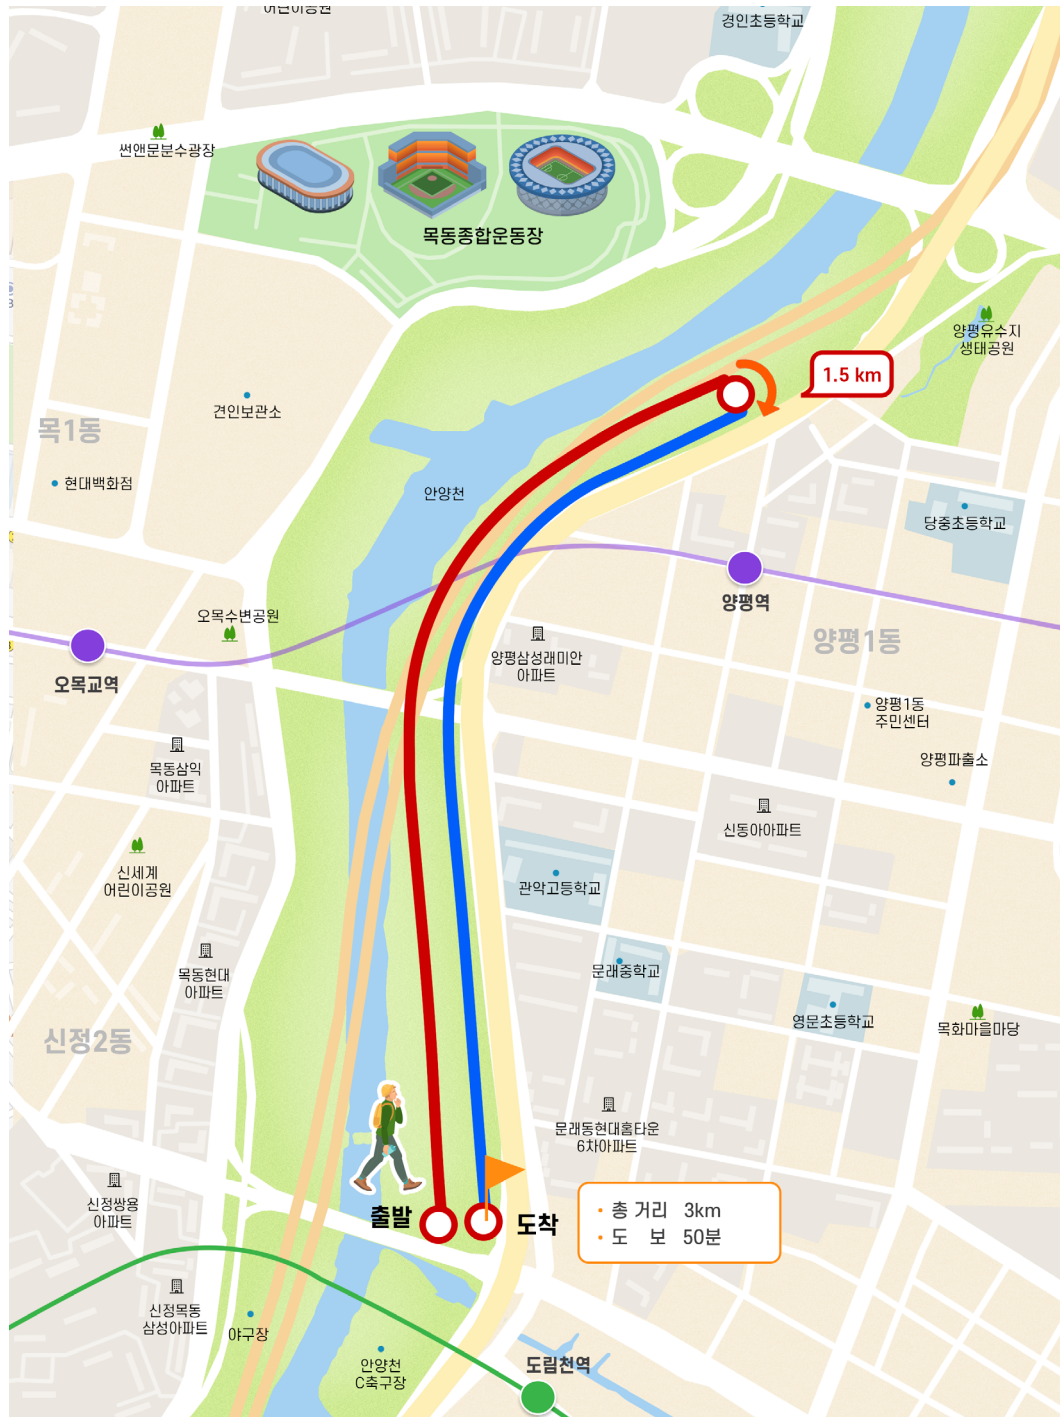 어린이공원
경인초등학교
썬앤문분수광장
목동종합운동장
양평유수지
생태공원
1.5 km
견인보관소
목1동
현대백화점
안양천
당중초등학교
양평역
오목수변공원
양평1동
양평삼성래미안
아파트
오목교역
양평1동
주민센터
양평파출소
목동삼익
아파트
신동아아파트
신세계
어린이공원
관악고등학교
목동현대
아파트
문래중학교
영문초등학교
목화마을마당
신정2동
문래동현대홈타운
6차아파트
신정쌍용
아파트
출발
도착
• 총 거리 3km
• 도 보 50분
신정목동
삼성아파트
야구장
안양천
C축구장
도림천역